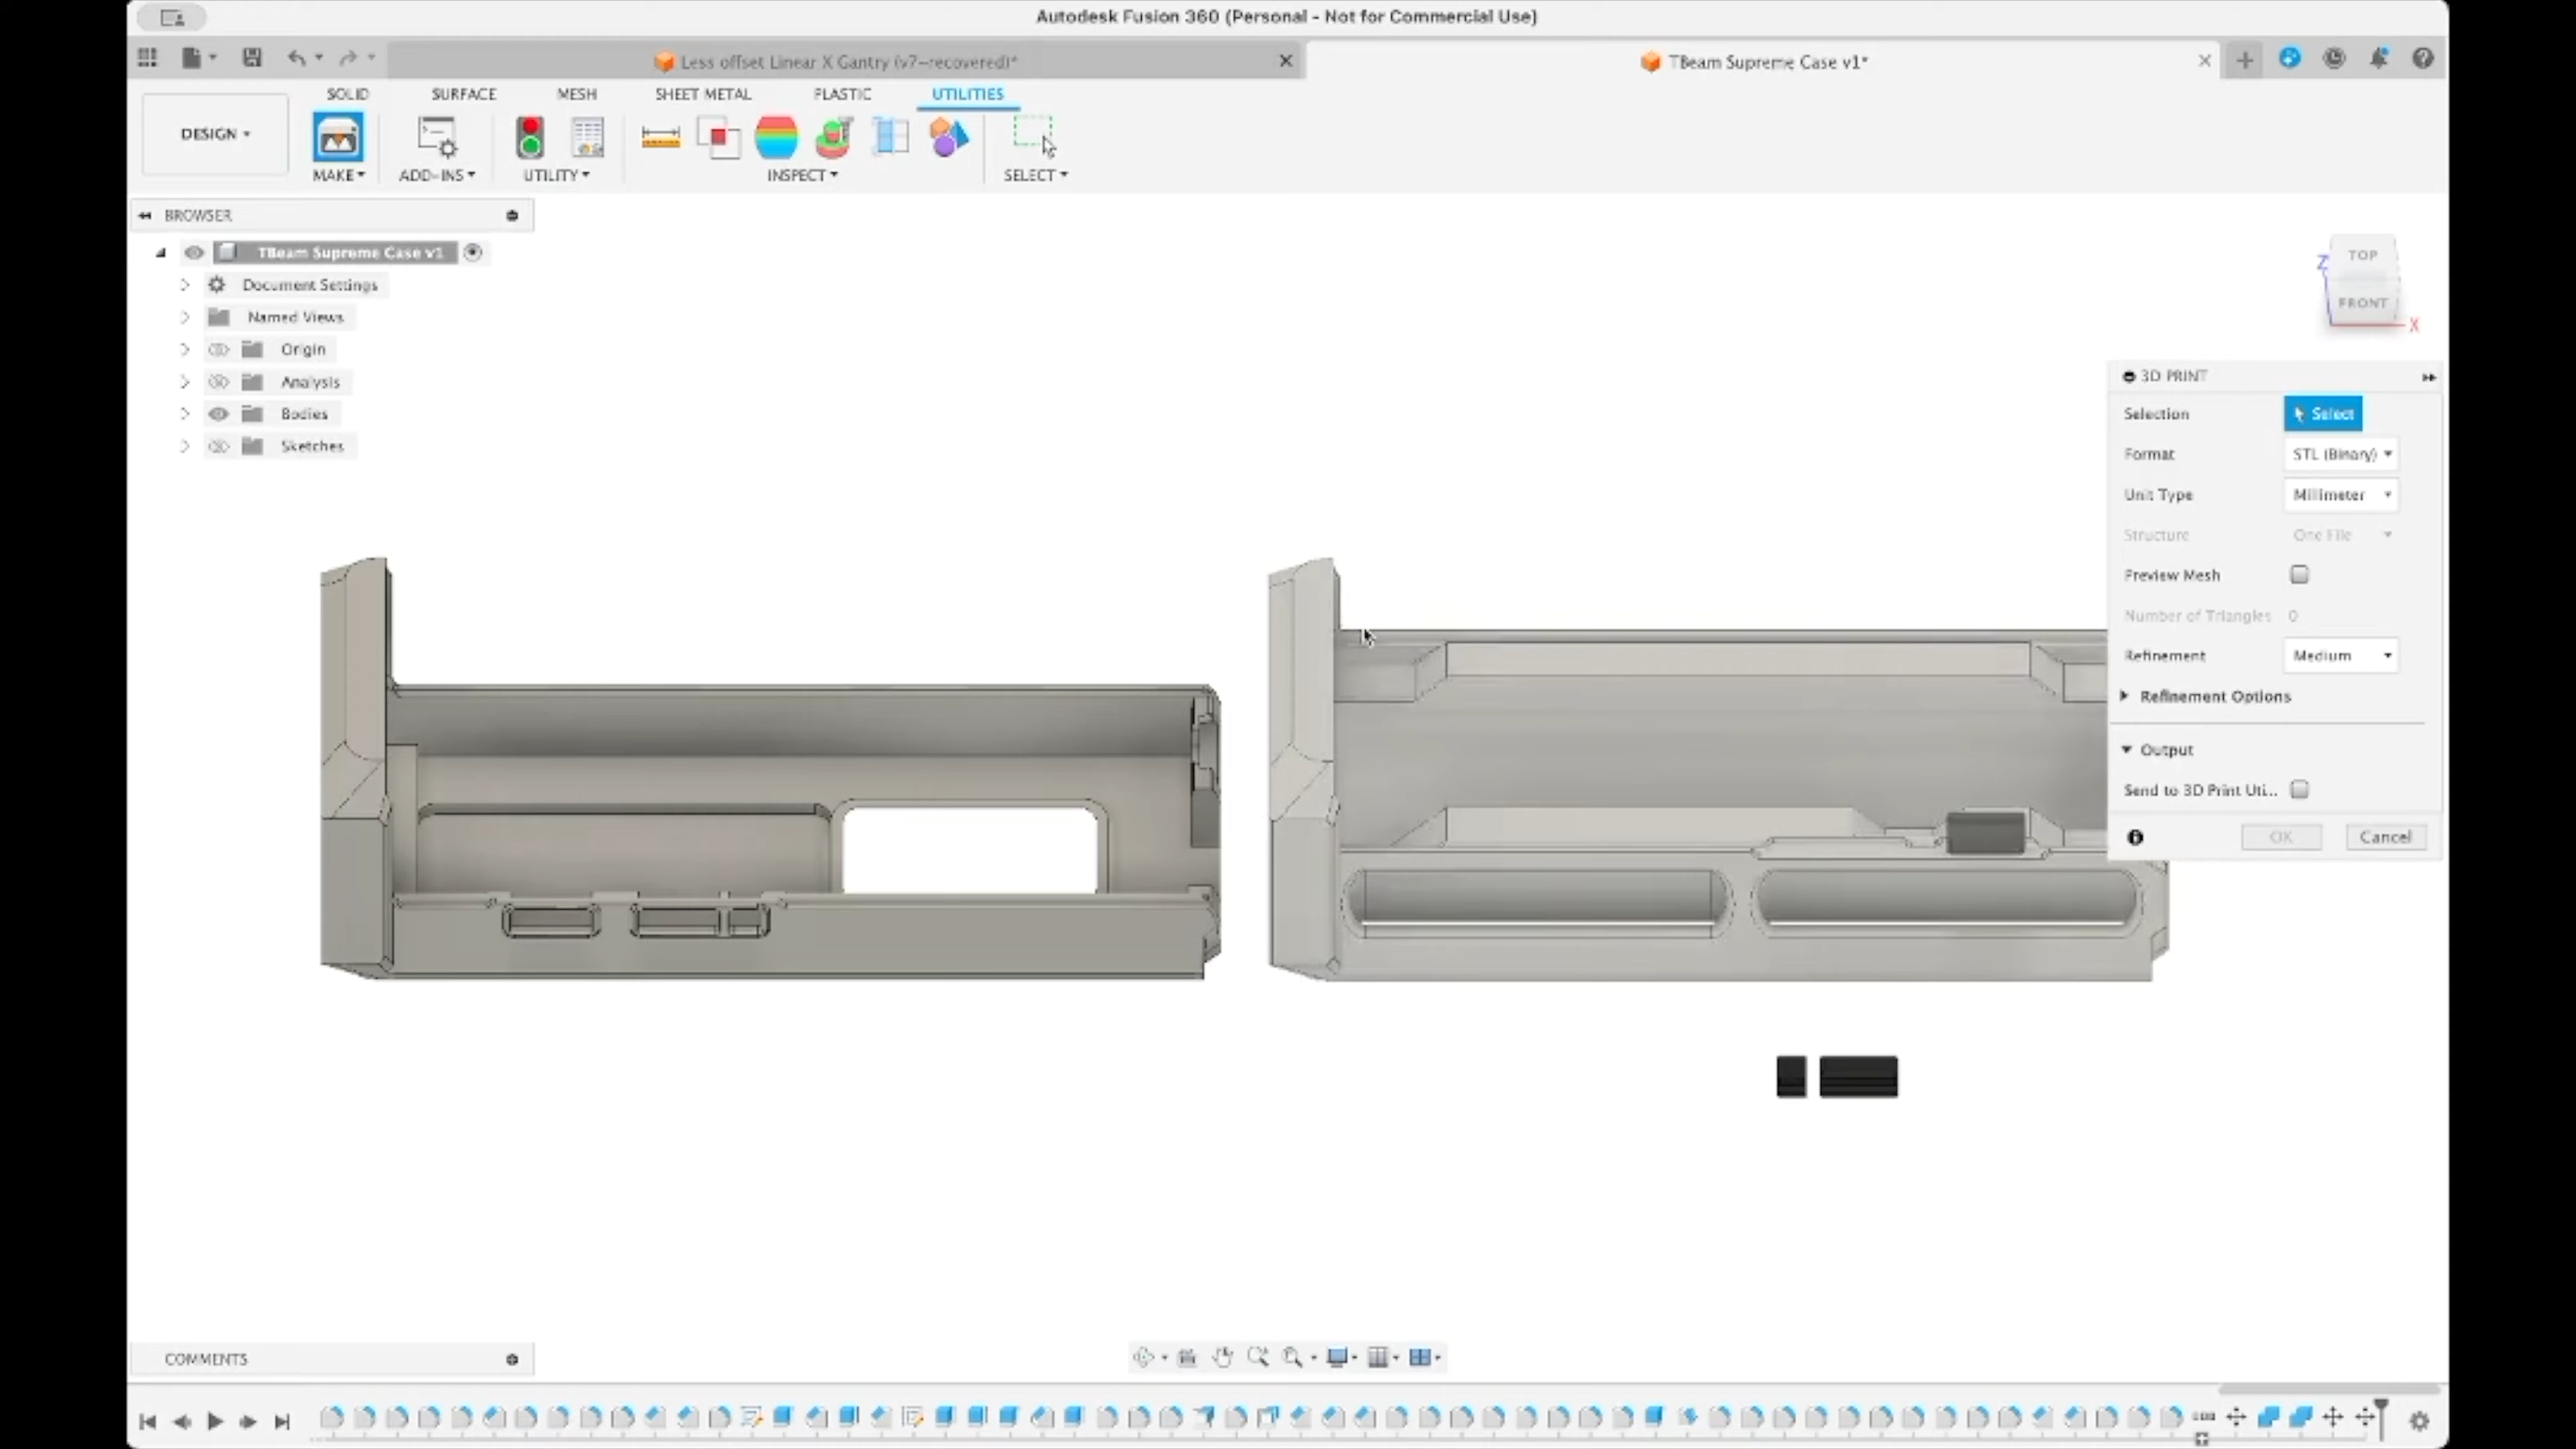 Autodesk Fusion 360 (Personal - Not for Commercial Use)
Less offset Linear X Gantry (v7~recovered)*
TBeam Supreme Case v1*
SOLID SURFACE MESH SHEET METAL PLASTIC UTILITIES
DESIGN
MAKE ADD-INS UTILITY INSPECT SELECT
BROWSER
TBeam Supreme Case v1
Document Settings
Named Views
Origin
Analysis
Bodies
Sketches
Z
TOP
FRONT
X
3D PRINT
Selection Select
Format STL (Binary)
Unit Type Millimeter
Structure One File
Preview Mesh
Number of Triangles 0
Refinement Medium
Refinement Options
Output
Send to 3D Print Uti...
OK Cancel
COMMENTS